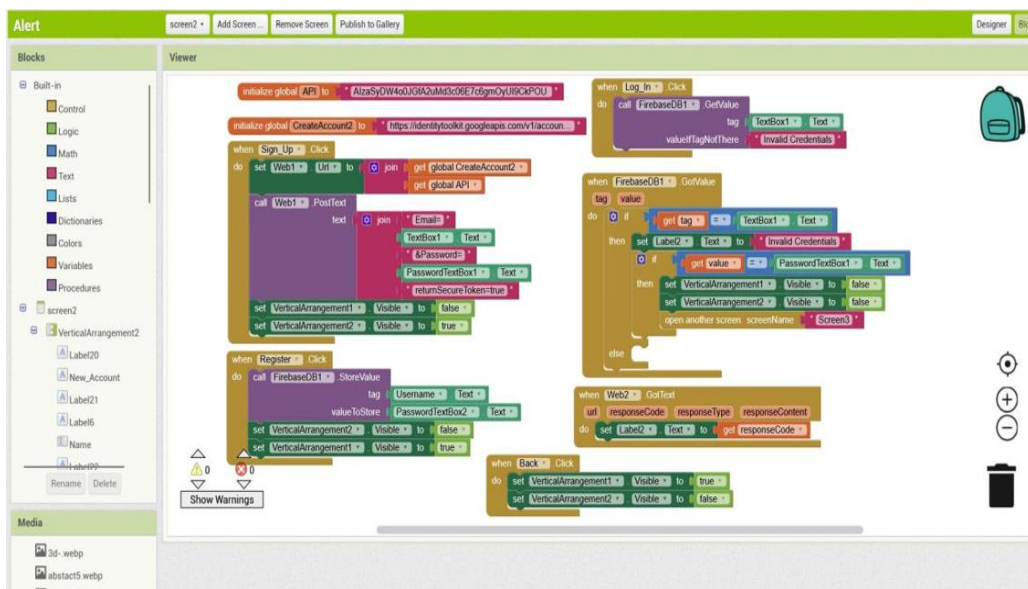 Alert
screen2
Add Screen ...
Remove Screen
Publish to Gallery
Designer
Blocks
Viewer
Built-in
Control
Logic
Math
Text
Lists
Dictionaries
Colors
Variables
Procedures
screen2
VerticalArrangement2
Label20
New_Account
Label21
Label6
Name
Label22
Rename Delete
Media
3d-.webp
abstact5.webp
initialize global API to
initialize global CreateAccount2 to " https://identitytoolkit.googleapis.com/v1/accoun... "
when Sign_Up .Click
do set Web1 . Url to join get global CreateAccount2
get global API
call Web1 .PostText
text join " Email= "
TextBox1 . Text
" &Password= "
PasswordTextBox1 . Text
" returnSecureToken=true "
set VerticalArrangement1 . Visible to false
set VerticalArrangement2 . Visible to true
when Register .Click
do call FirebaseDB1 .StoreValue
tag Username . Text
valueToStore PasswordTextBox2 . Text
set VerticalArrangement2 . Visible to false
set VerticalArrangement1 . Visible to true
0 0
Show Warnings
when Log_In .Click
do call FirebaseDB1 .GetValue
tag TextBox1 . Text
valueIfTagNotThere " Invalid Credentials "
when FirebaseDB1 .GotValue
tag value
do if get tag = TextBox1 . Text
then set Label2 . Text to " Invalid Credentials "
if get value = PasswordTextBox1 . Text
then set VerticalArrangement1 . Visible to false
set VerticalArrangement2 . Visible to false
open another screen screenName " Screen3 "
else
when Web2 .GotText
url responseCode responseType responseContent
do set Label2 . Text to get responseCode
when Back .Click
do set VerticalArrangement1 . Visible to true
set VerticalArrangement2 . Visible to false